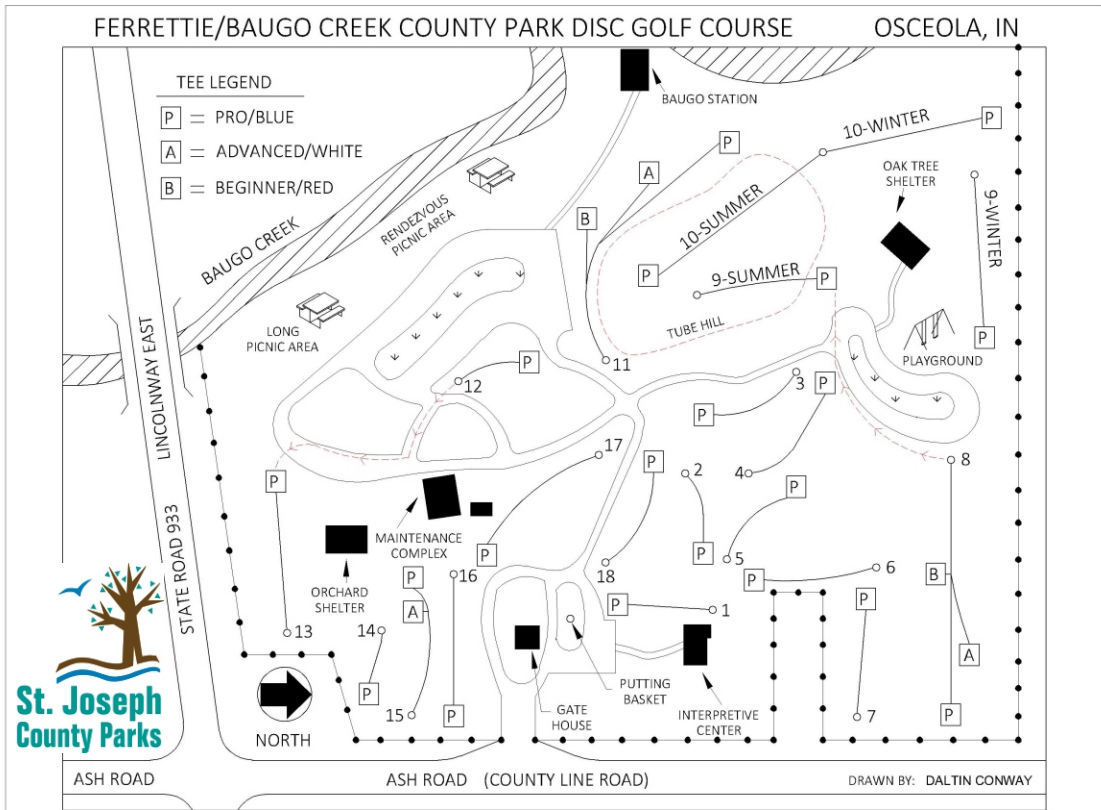 FERRETTIE/BAUGO CREEK COUNTY PARK DISC GOLF COURSE
OSCEOLA, IN
TEE LEGEND
P = PRO/BLUE
A = ADVANCED/WHITE
B = BEGINNER/RED
BAUGO STATION
10-WINTER
P
P
A
OAK TREE
SHELTER
B
10-SUMMER
9-WINTER
RENDEZVOUS
PICNIC AREA
BAUGO CREEK
P
9-SUMMER
P
LONG
PICNIC AREA
TUBE HILL
P
PLAYGROUND
11
P
12
3
P
P
LINCOLNWAY EAST
STATE ROAD 933
17
P
2
4
8
P
P
MAINTENANCE
COMPLEX
P
P
5
ORCHARD
SHELTER
P
A
16
18
P
6
B
P
P
1
13
14
A
P
15
P
PUTTING
BASKET
GATE
HOUSE
INTERPRETIVE
CENTER
7
P
NORTH
St. Joseph
County Parks
ASH ROAD
ASH ROAD (COUNTY LINE ROAD)
DRAWN BY: DALTIN CONWAY